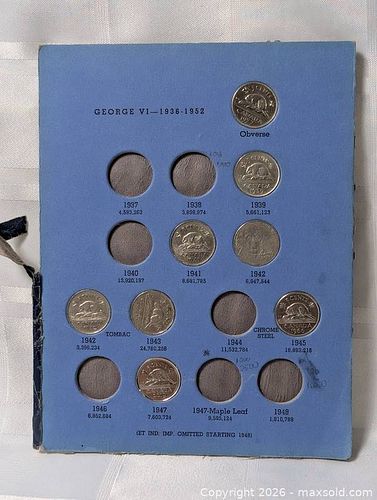 GEORGE VI—1936-1952
Obverse
1937 1938 1939
4,593,263 3,898,974 5,661,123
1940 1941 1942
13,920,197 8,681,785 6,847,544
1942 TOMBAC 1943 1944 CHROME STEEL 1945
3,396,234 24,760,256 11,532,784 18,893,216
1946 1947 1947-Maple Leaf 1948
6,952,684 7,603,724 9,595,124 1,810,789
(ET IND. IMP. OMITTED STARTING 1948)
Copyright 2026 - maxsold.com